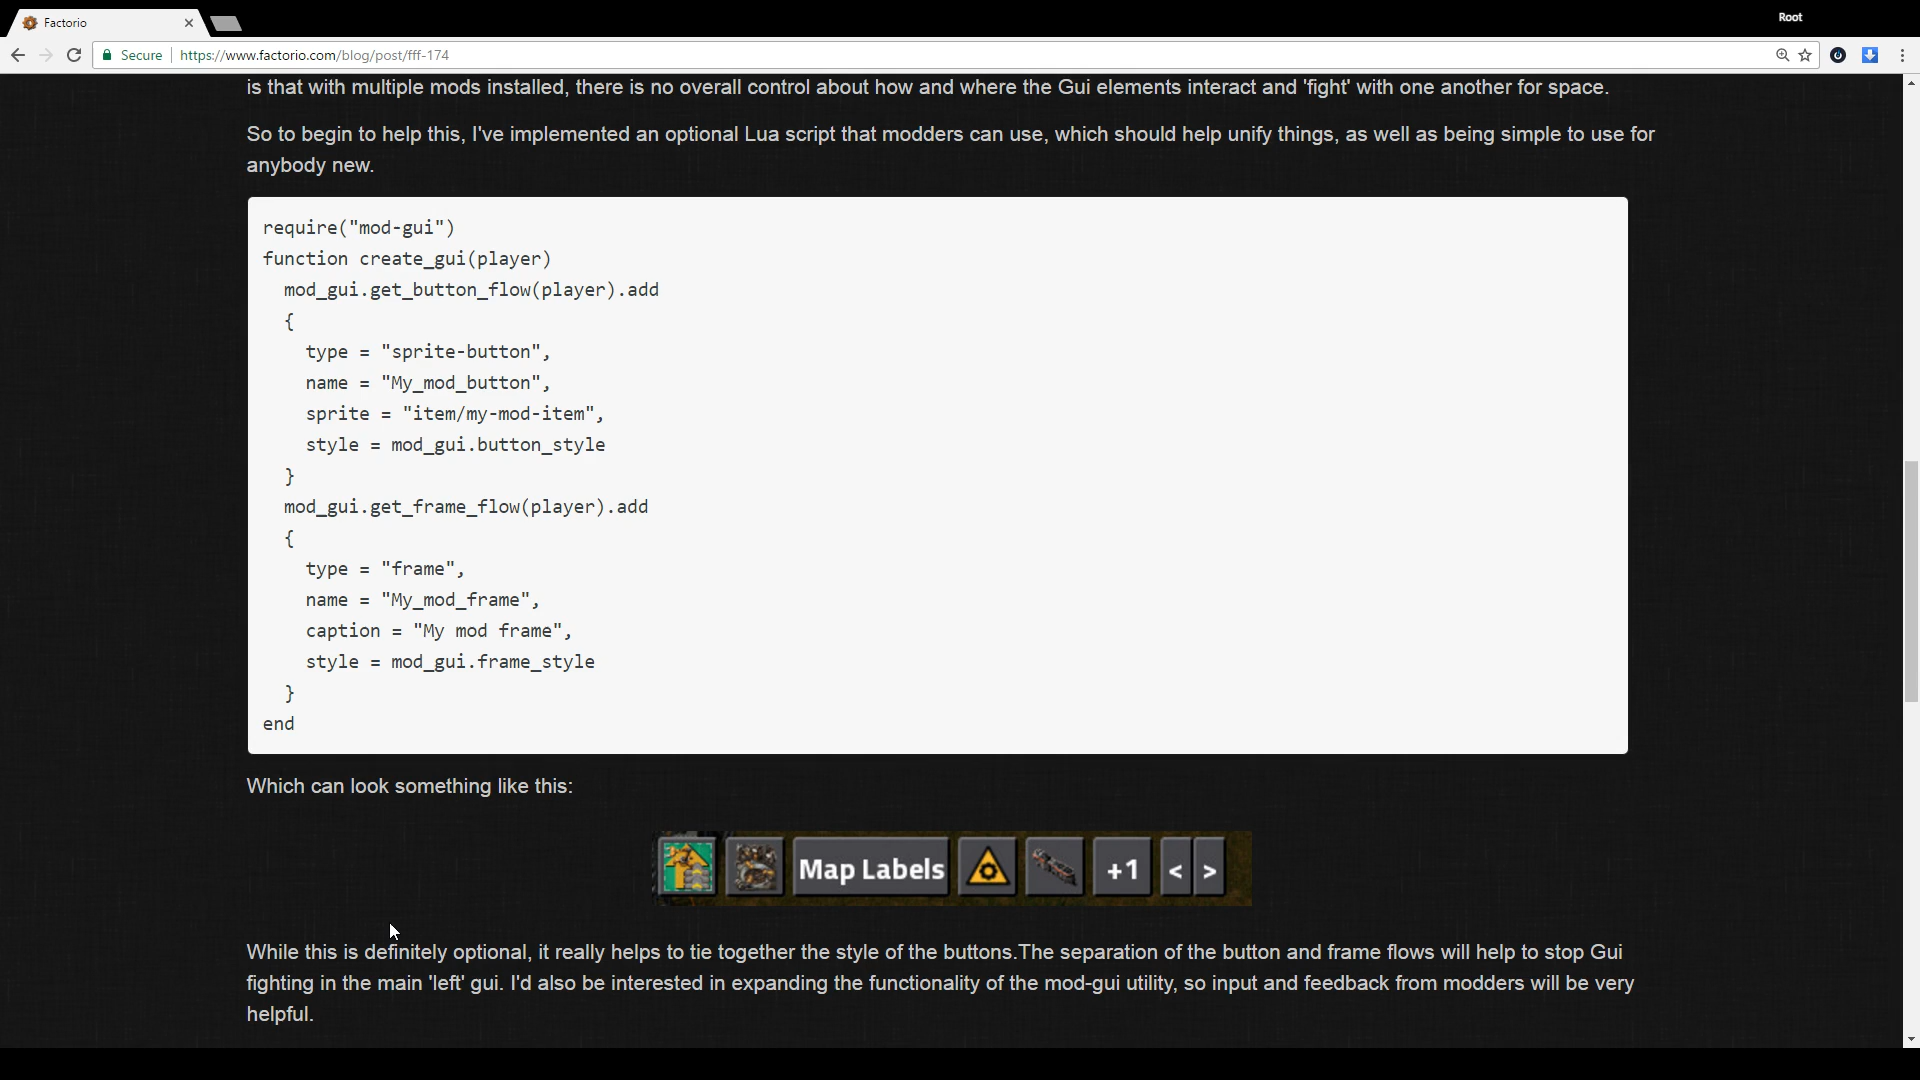 Factorio
Root
Secure https://www.factorio.com/blog/post/fff-174
is that with multiple mods installed, there is no overall control about how and where the Gui elements interact and 'fight' with one another for space.
So to begin to help this, I've implemented an optional Lua script that modders can use, which should help unify things, as well as being simple to use for
anybody new.
require("mod-gui")
function create_gui(player)
  mod_gui.get_button_flow(player).add
  {
    type = "sprite-button",
    name = "My_mod_button",
    sprite = "item/my-mod-item",
    style = mod_gui.button_style
  }
  mod_gui.get_frame_flow(player).add
  {
    type = "frame",
    name = "My_mod_frame",
    caption = "My mod frame",
    style = mod_gui.frame_style
  }
end
Which can look something like this:
Map Labels +1 < >
While this is definitely optional, it really helps to tie together the style of the buttons.The separation of the button and frame flows will help to stop Gui
fighting in the main 'left' gui. I'd also be interested in expanding the functionality of the mod-gui utility, so input and feedback from modders will be very
helpful.